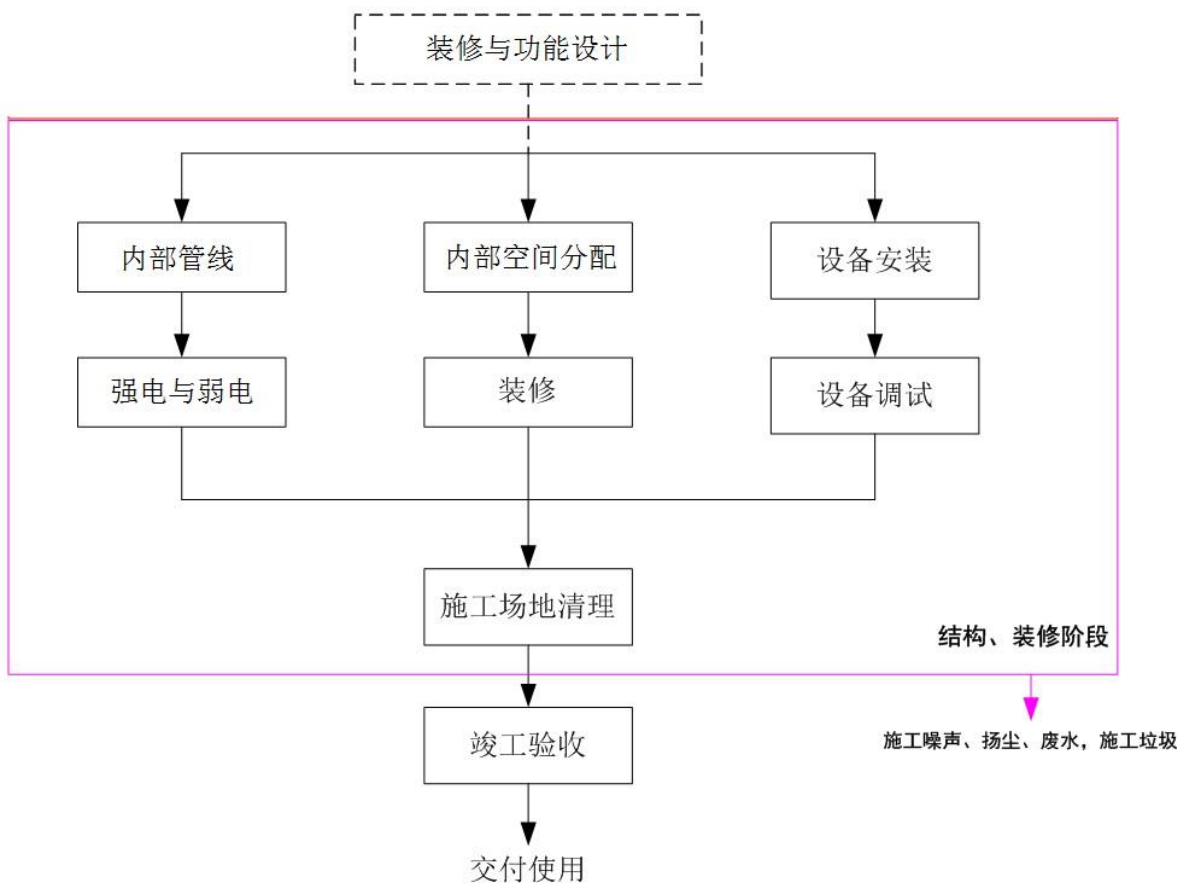 装修与功能设计
内部管线
内部空间分配
设备安装
强电与弱电
装修
设备调试
施工场地清理
结构、装修阶段
竣工验收
施工噪声、扬尘、废水，施工垃圾
交付使用